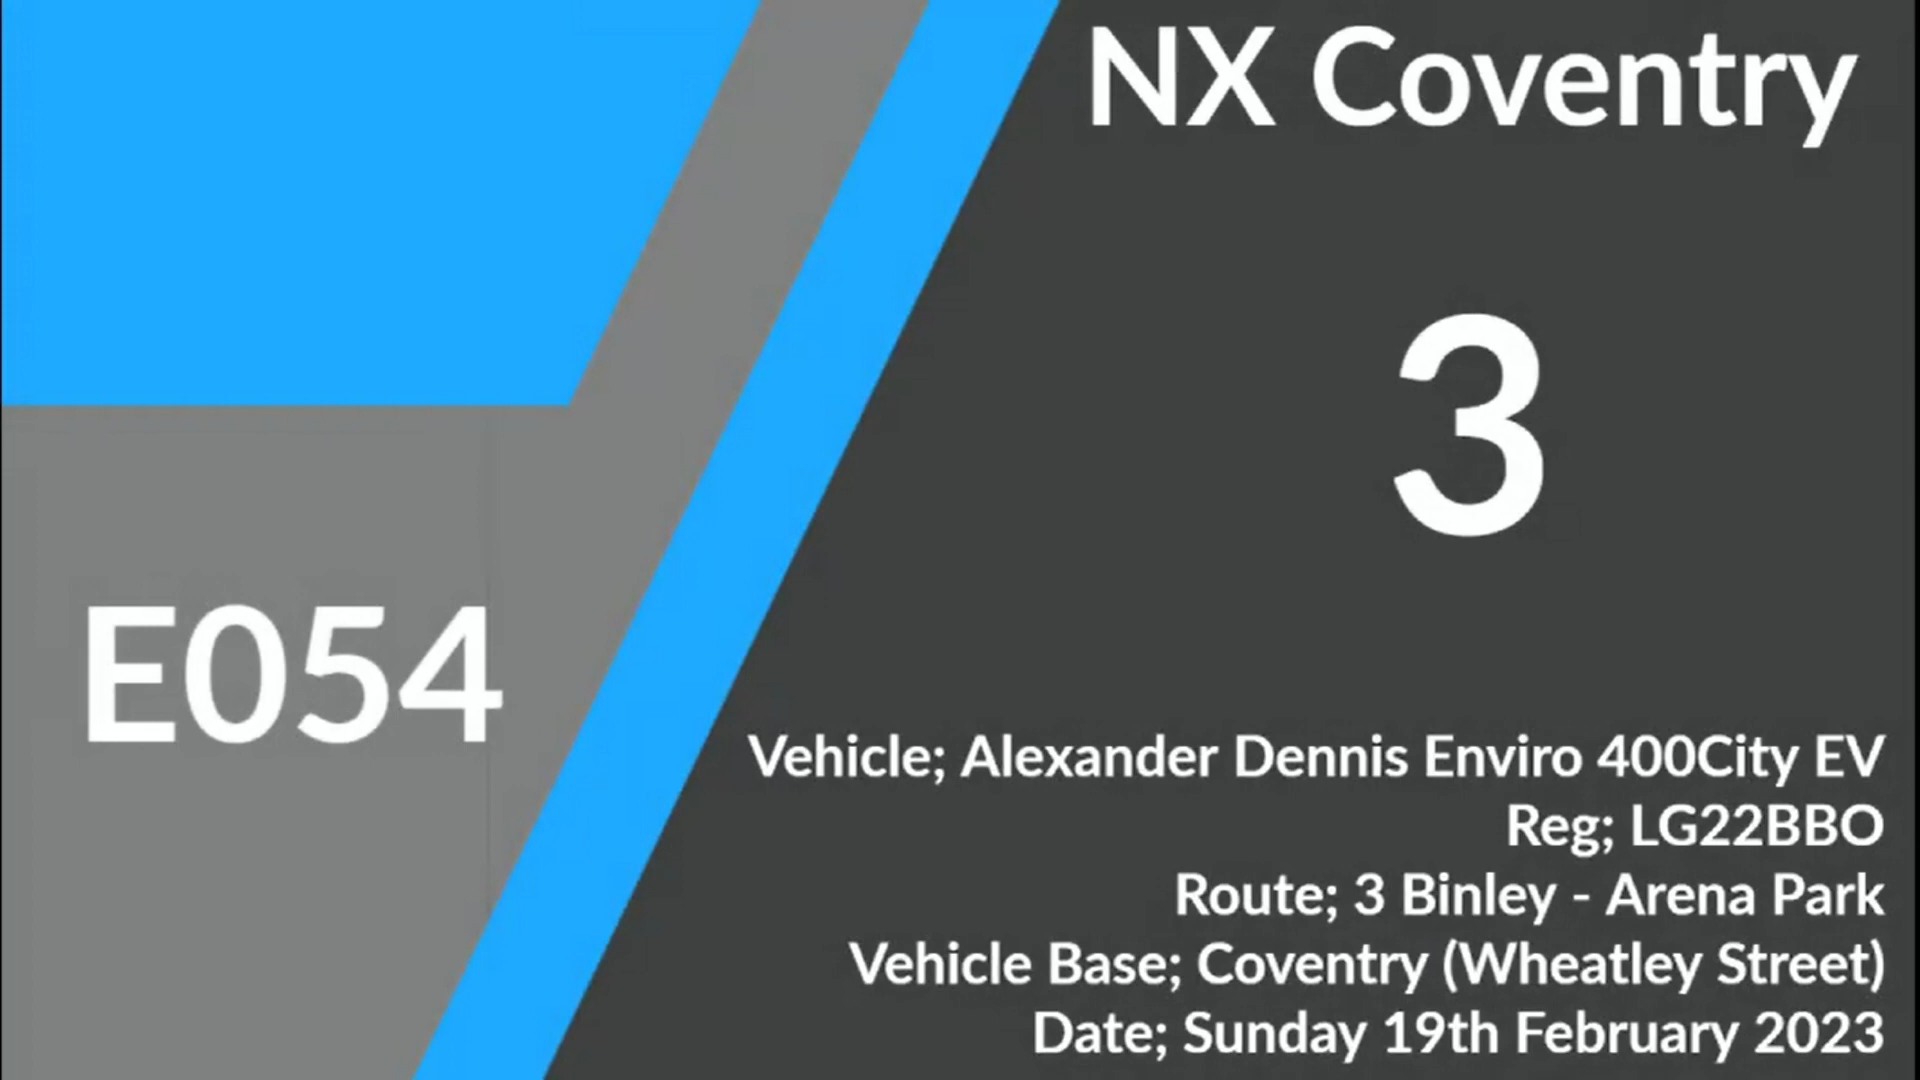 NX Coventry
3
E054
Vehicle; Alexander Dennis Enviro 400City EV
Reg; LG22BBO
Route; 3 Binley - Arena Park
Vehicle Base; Coventry (Wheatley Street)
Date; Sunday 19th February 2023